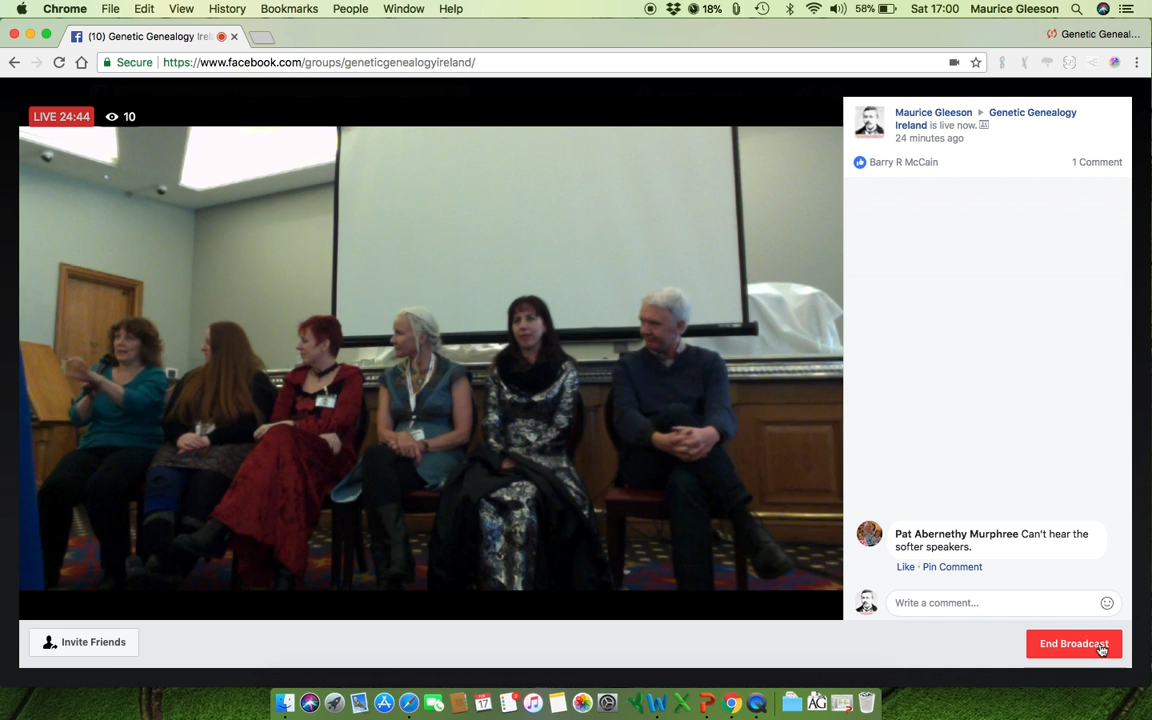 Chrome File Edit View History Bookmarks People Window Help 18% 58% Sat 17:00 Maurice Gleeson
(10) Genetic Genealogy Irel Genetic Geneal...
Secure https://www.facebook.com/groups/geneticgenealogyireland/
LIVE 24:44 10
Maurice Gleeson Genetic Genealogy
Ireland is live now.
24 minutes ago
Barry R McCain 1 Comment
Pat Abernethy Murphree Can't hear the
softer speakers.
Like · Pin Comment
Write a comment...
Invite Friends End Broadcast